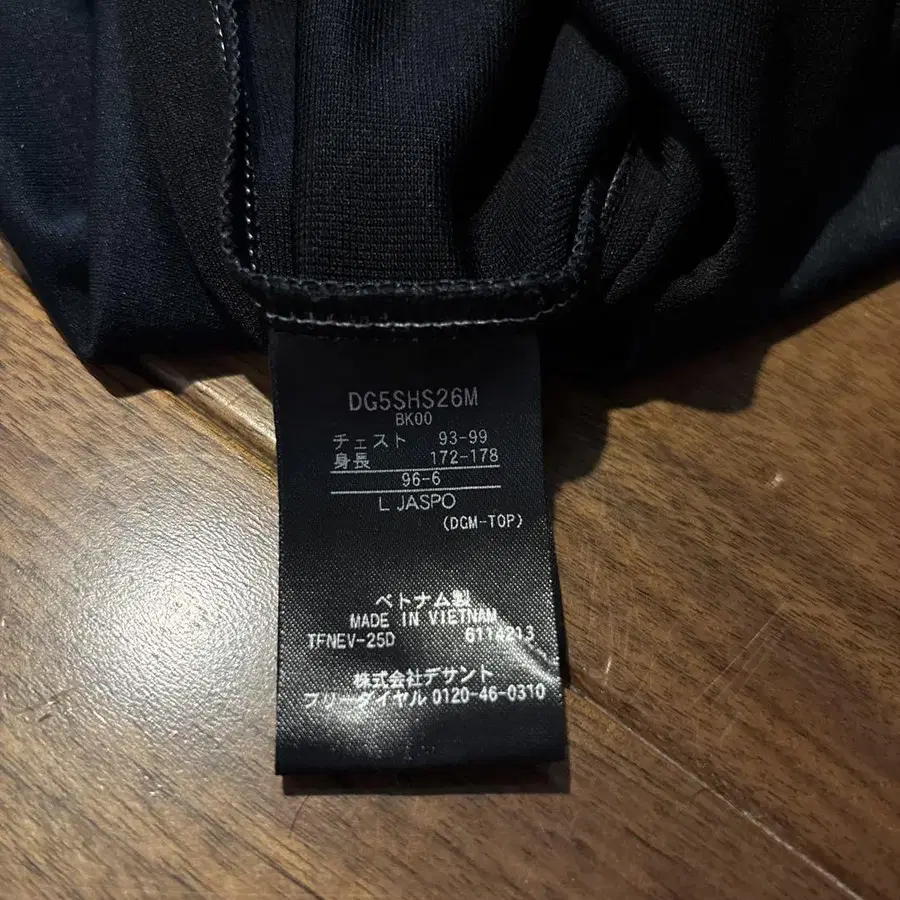 DG5SHS26M
BK00
チェスト 93-99
身長 172-178
96-6
L JASPO
(DGM-TOP)
ベトナム製
MADE IN VIETNAM
TFNEV-25D 6114213
株式会社デサント
フリーダイヤル 0120-46-0310